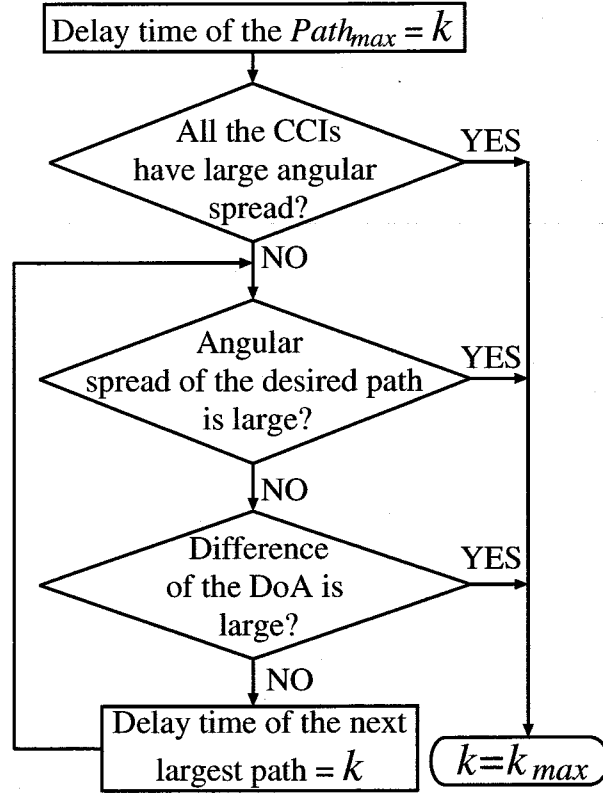 Delay time of the Path_max = k
All the CCIs
have large angular
spread?
YES
NO
Angular
spread of the desired path
is large?
YES
NO
Difference
of the DoA is
large?
YES
NO
Delay time of the next
largest path = k
k=k_max